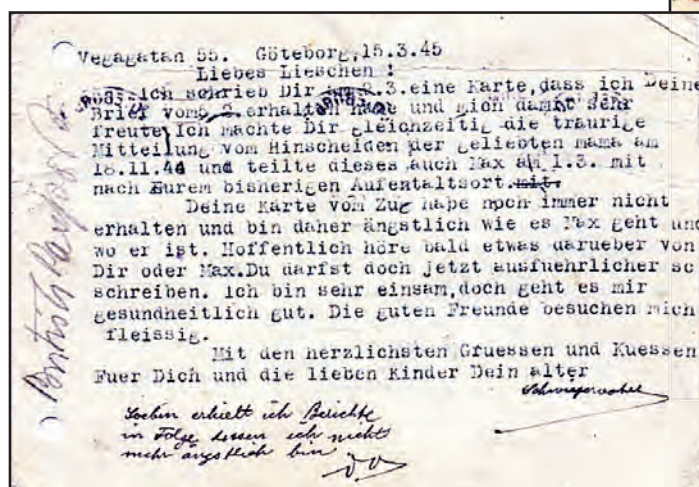 Vegagatan 55. Göteborg,15.3.45
Liebes Lieschen :
Ich schrieb Dir am 2.3.eine Karte,dass ich Deine
Brief vom5.2.erhalten habe und mich damit sehr
freute.Ich machte Dir gleichzeitig die traurige
Mitteilung vom Hinscheiden der geliebten mama am
18.11.44 und teilte dieses auch Max am 1.3. mit
nach Eurem bisherigen Aufentaltsort.mit.
Deine Karte vom Zug habe noch immer nicht
erhalten und bin daher ängstlich wie es Max geht und
wo er ist. Hoffentlich höre bald etwas darueber von
Dir oder Max.Du darfst doch jetzt ausfuehrlicher sc
schreiben. Ich bin sehr einsam,doch geht es mir
gesundheitlich gut. Die guten Freunde besuchen mich
fleissig.
Mit den herzlichsten Gruessen und Kuessen
Fuer Dich und die lieben Kinder Dein alter
Schwiegervater
Soeben erhielt ich Berichte
in Folge dessen ich nicht
mehr ängstlich bin
British